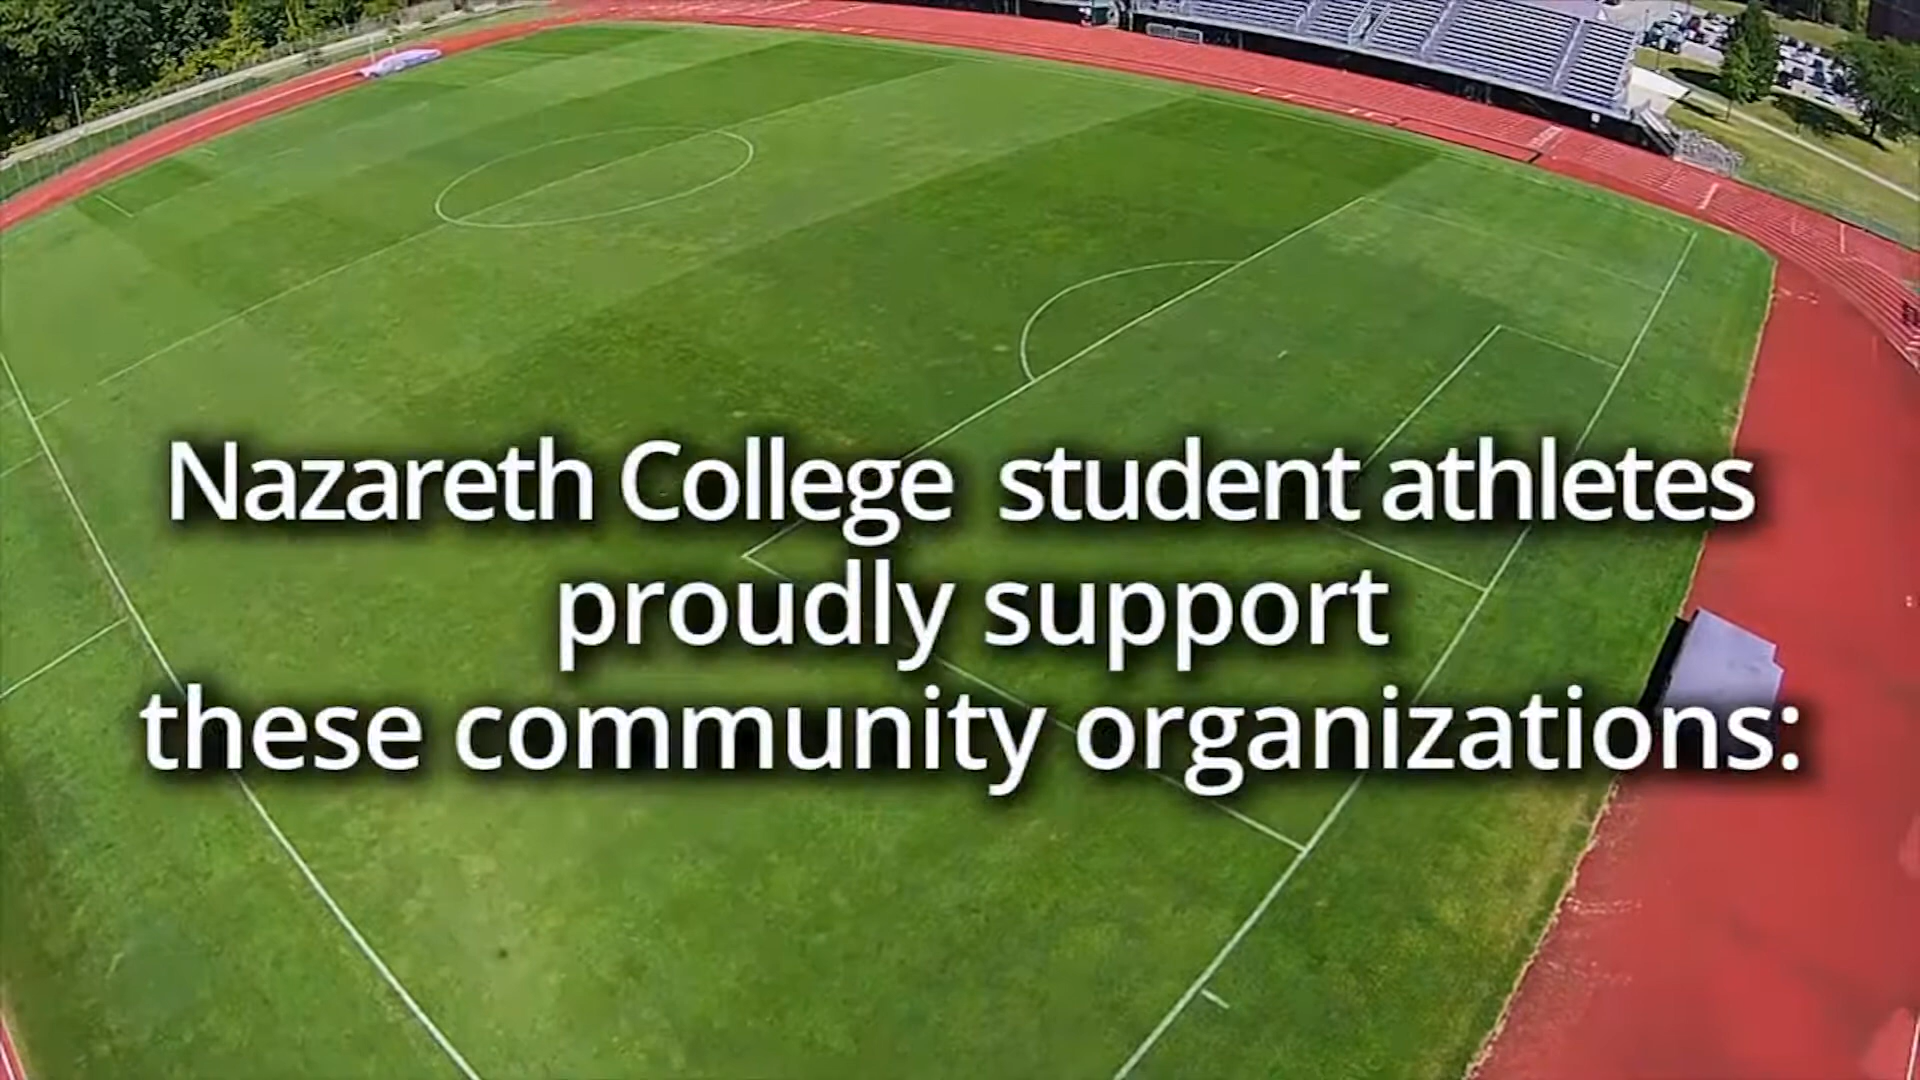 Nazareth College student athletes
proudly support
these community organizations: